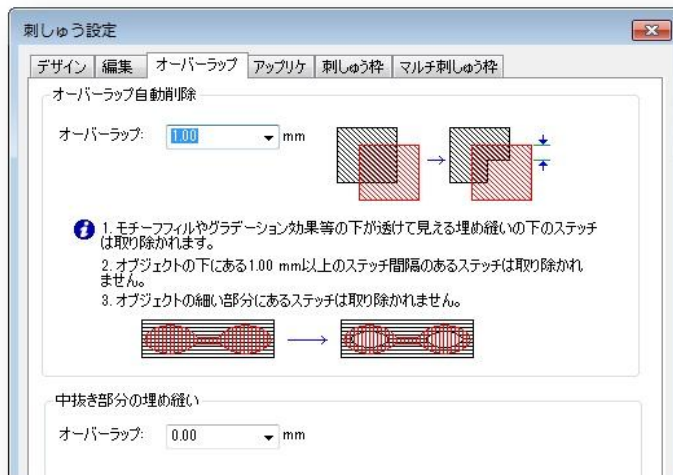 刺しゅう設定
デザイン 編集 オーバーラップ アップリケ 刺しゅう枠 マルチ刺しゅう枠
オーバーラップ自動削除
オーバーラップ: 1.00 mm
1. モチーフフィルやグラデーション効果等の下が透けて見える埋め縫いの下のステッチ
は取り除かれます。
2. オブジェクトの下にある1.00 mm以上のステッチ間隔のあるステッチは取り除かれ
ません。
3. オブジェクトの細い部分にあるステッチは取り除かれません。
中抜き部分の埋め縫い
オーバーラップ: 0.00 mm